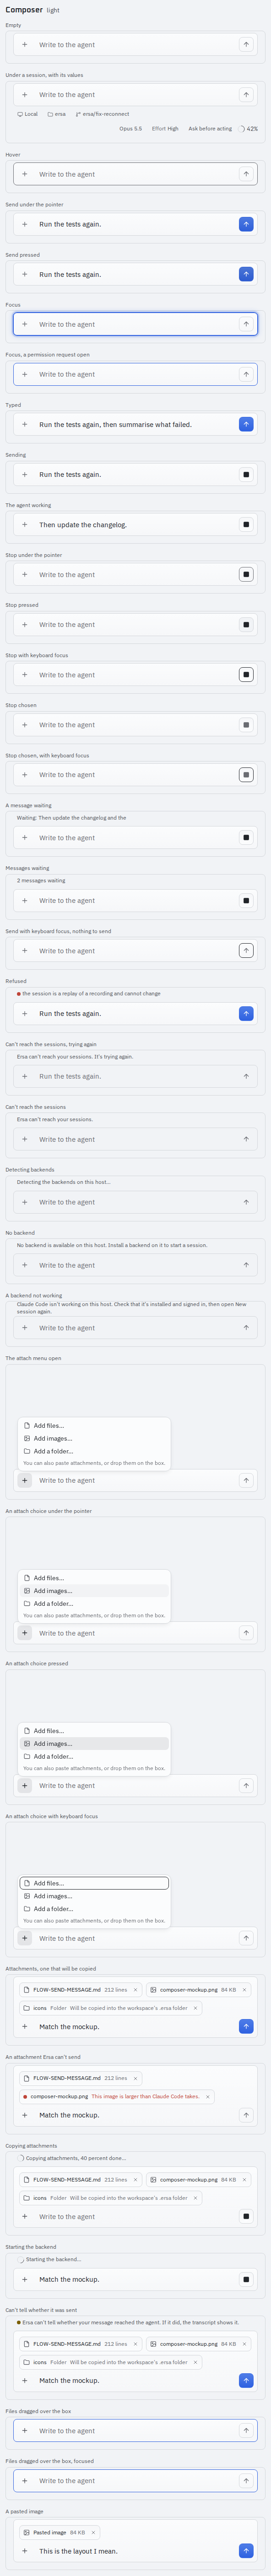 Composer light
Empty
Write to the agent
Under a session, with its values
Write to the agent
Local ersa ersa/fix-reconnect
Opus 5.5 Effort High Ask before acting 42%
Hover
Write to the agent
Send under the pointer
Run the tests again.
Send pressed
Run the tests again.
Focus
Write to the agent
Focus, a permission request open
Write to the agent
Typed
Run the tests again, then summarise what failed.
Sending
Run the tests again.
The agent working
Then update the changelog.
Stop under the pointer
Write to the agent
Stop pressed
Write to the agent
Stop with keyboard focus
Write to the agent
Stop chosen
Write to the agent
Stop chosen, with keyboard focus
Write to the agent
A message waiting
Waiting: Then update the changelog and the
Write to the agent
Messages waiting
2 messages waiting
Write to the agent
Send with keyboard focus, nothing to send
Write to the agent
Refused
the session is a replay of a recording and cannot change
Run the tests again.
Can't reach the sessions, trying again
Ersa can't reach your sessions. It's trying again.
Run the tests again.
Can't reach the sessions
Ersa can't reach your sessions.
Write to the agent
Detecting backends
Detecting the backends on this host...
Write to the agent
No backend
No backend is available on this host. Install a backend on it to start a session.
Write to the agent
A backend not working
Claude Code isn't working on this host. Check that it's installed and signed in, then open New
session again.
Write to the agent
The attach menu open
Add files...
Add images...
Add a folder...
You can also paste attachments, or drop them on the box.
Write to the agent
An attach choice under the pointer
Add files...
Add images...
Add a folder...
You can also paste attachments, or drop them on the box.
Write to the agent
An attach choice pressed
Add files...
Add images...
Add a folder...
You can also paste attachments, or drop them on the box.
Write to the agent
An attach choice with keyboard focus
Add files...
Add images...
Add a folder...
You can also paste attachments, or drop them on the box.
Write to the agent
Attachments, one that will be copied
FLOW-SEND-MESSAGE.md 212 lines × composer-mockup.png 84 KB ×
icons Folder Will be copied into the workspace's .ersa folder ×
Match the mockup.
An attachment Ersa can't send
FLOW-SEND-MESSAGE.md 212 lines ×
composer-mockup.png This image is larger than Claude Code takes. ×
Match the mockup.
Copying attachments
Copying attachments, 40 percent done...
FLOW-SEND-MESSAGE.md 212 lines × composer-mockup.png 84 KB ×
icons Folder Will be copied into the workspace's .ersa folder ×
Write to the agent
Starting the backend
Starting the backend...
Match the mockup.
Can't tell whether it was sent
Ersa can't tell whether your message reached the agent. If it did, the transcript shows it.
FLOW-SEND-MESSAGE.md 212 lines × composer-mockup.png 84 KB ×
icons Folder Will be copied into the workspace's .ersa folder ×
Match the mockup.
Files dragged over the box
Write to the agent
Files dragged over the box, focused
Write to the agent
A pasted image
Pasted image 84 KB ×
This is the layout I mean.